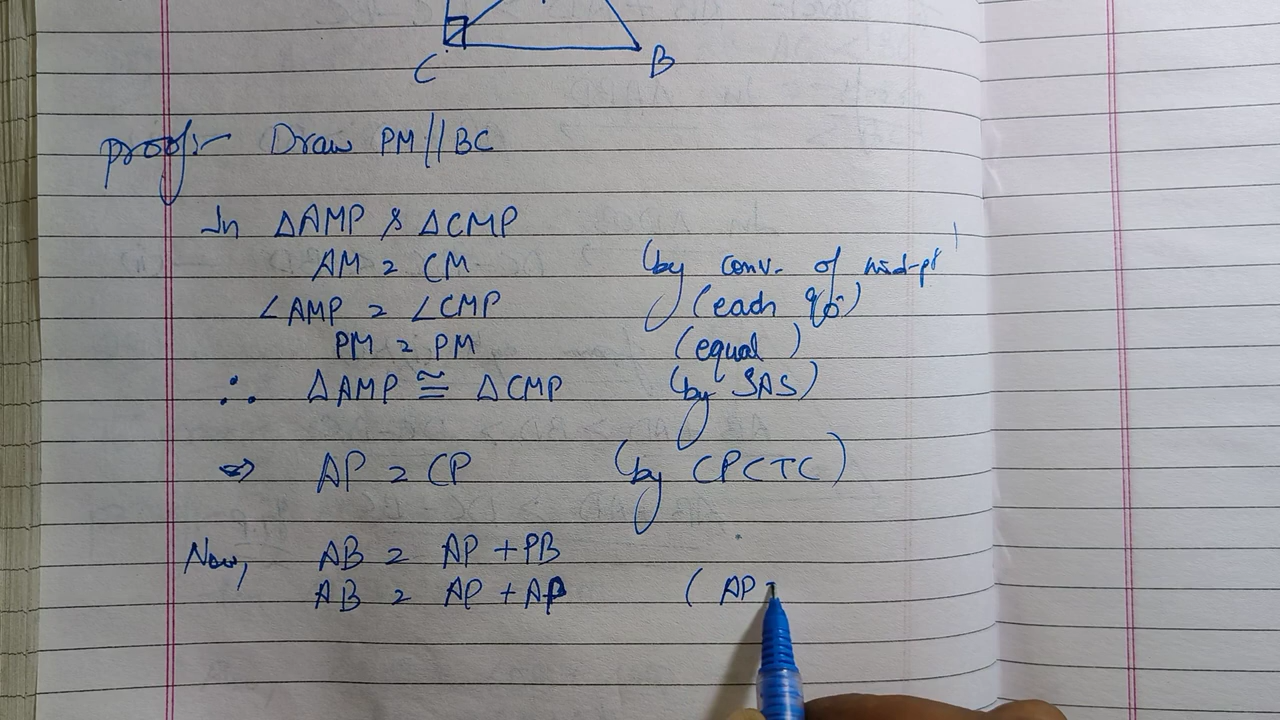 C B
Proof:- Draw PM || BC
In ΔAMP & ΔCMP
AM = CM (by conv. of mid-pt
∠AMP = ∠CMP (each 90°)
PM = PM (equal)
∴ ΔAMP ≅ ΔCMP (by SAS)
⇒ AP = CP (by CPCTC)
Now, AB = AP + PB
AB = AP + AP ( AP =